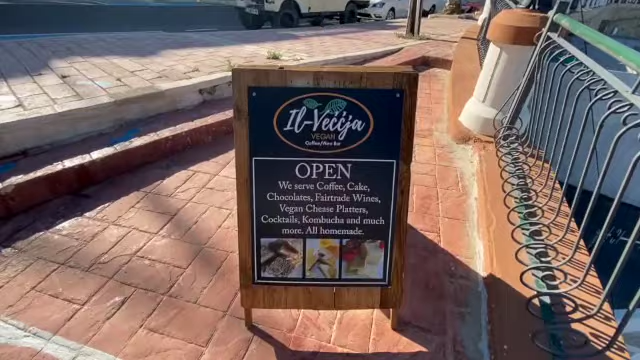 Il-Veċċja
VEGAN
Coffee/Wine Bar
OPEN
We serve Coffee, Cake,
Chocolates, Fairtrade Wines,
Vegan Cheese Platters,
Cocktails, Kombucha and much
more. All homemade.